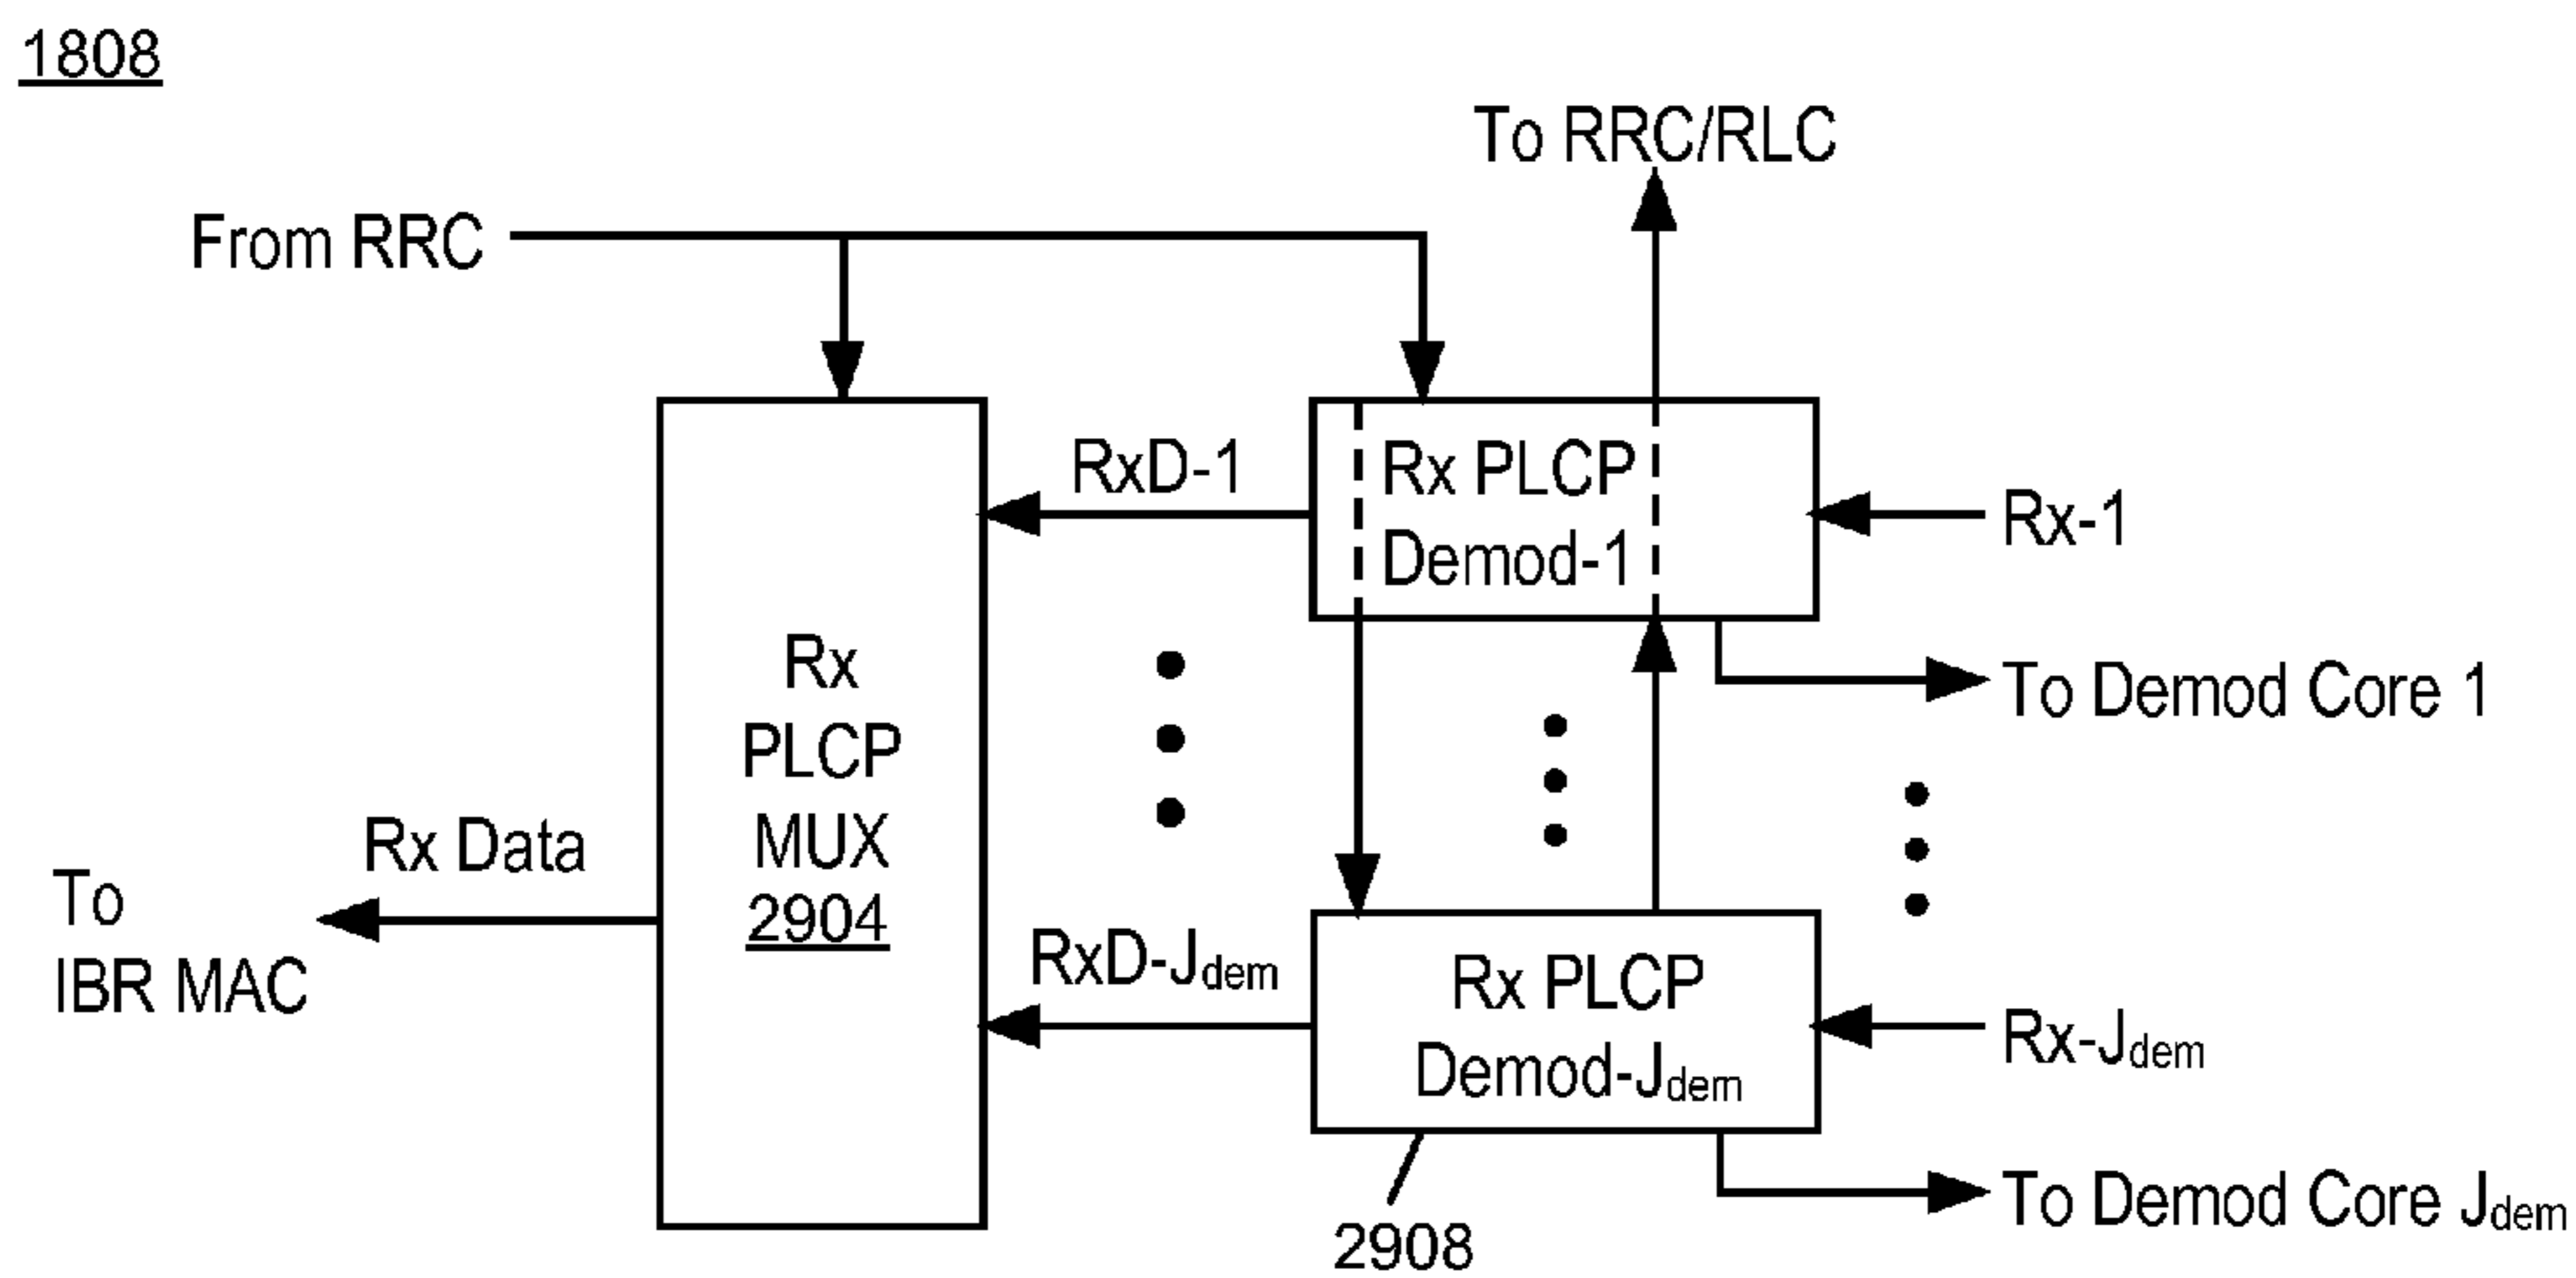 1808
To RRC/RLC
From RRC
RxD-1
Rx PLCP
Demod-1
Rx-1
To Demod Core 1
Rx
PLCP
MUX
2904
Rx Data
To
IBR MAC
RxD-Jdem
Rx PLCP
Demod-Jdem
Rx-Jdem
To Demod Core Jdem
2908